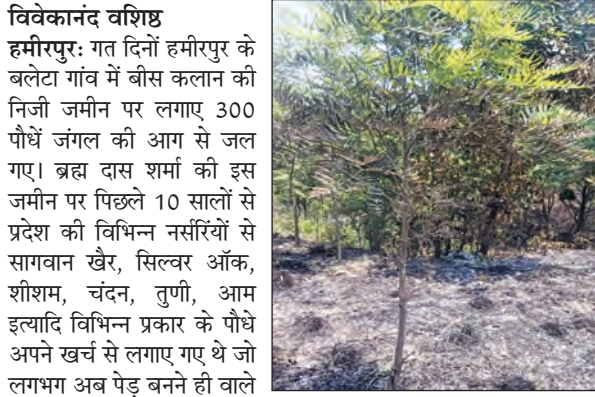 विवेकानंद वशिष्ठ
हमीरपुरः गत दिनों हमीरपुर के
बलेटा गांव में बीस कलान की
निजी जमीन पर लगाए 300
पौधें जंगल की आग से जल
गए। ब्रह्म दास शर्मा की इस
जमीन पर पिछले 10 सालों से
प्रदेश की विभिन्न नर्सरिंयों से
सागवान खैर, सिल्वर ऑक,
शीशम, चंदन, तुणी, आम
इत्यादि विभिन्न प्रकार के पौधे
अपने खर्च से लगाए गए थे जो
लगभग अब पेड़ बनने ही वाले